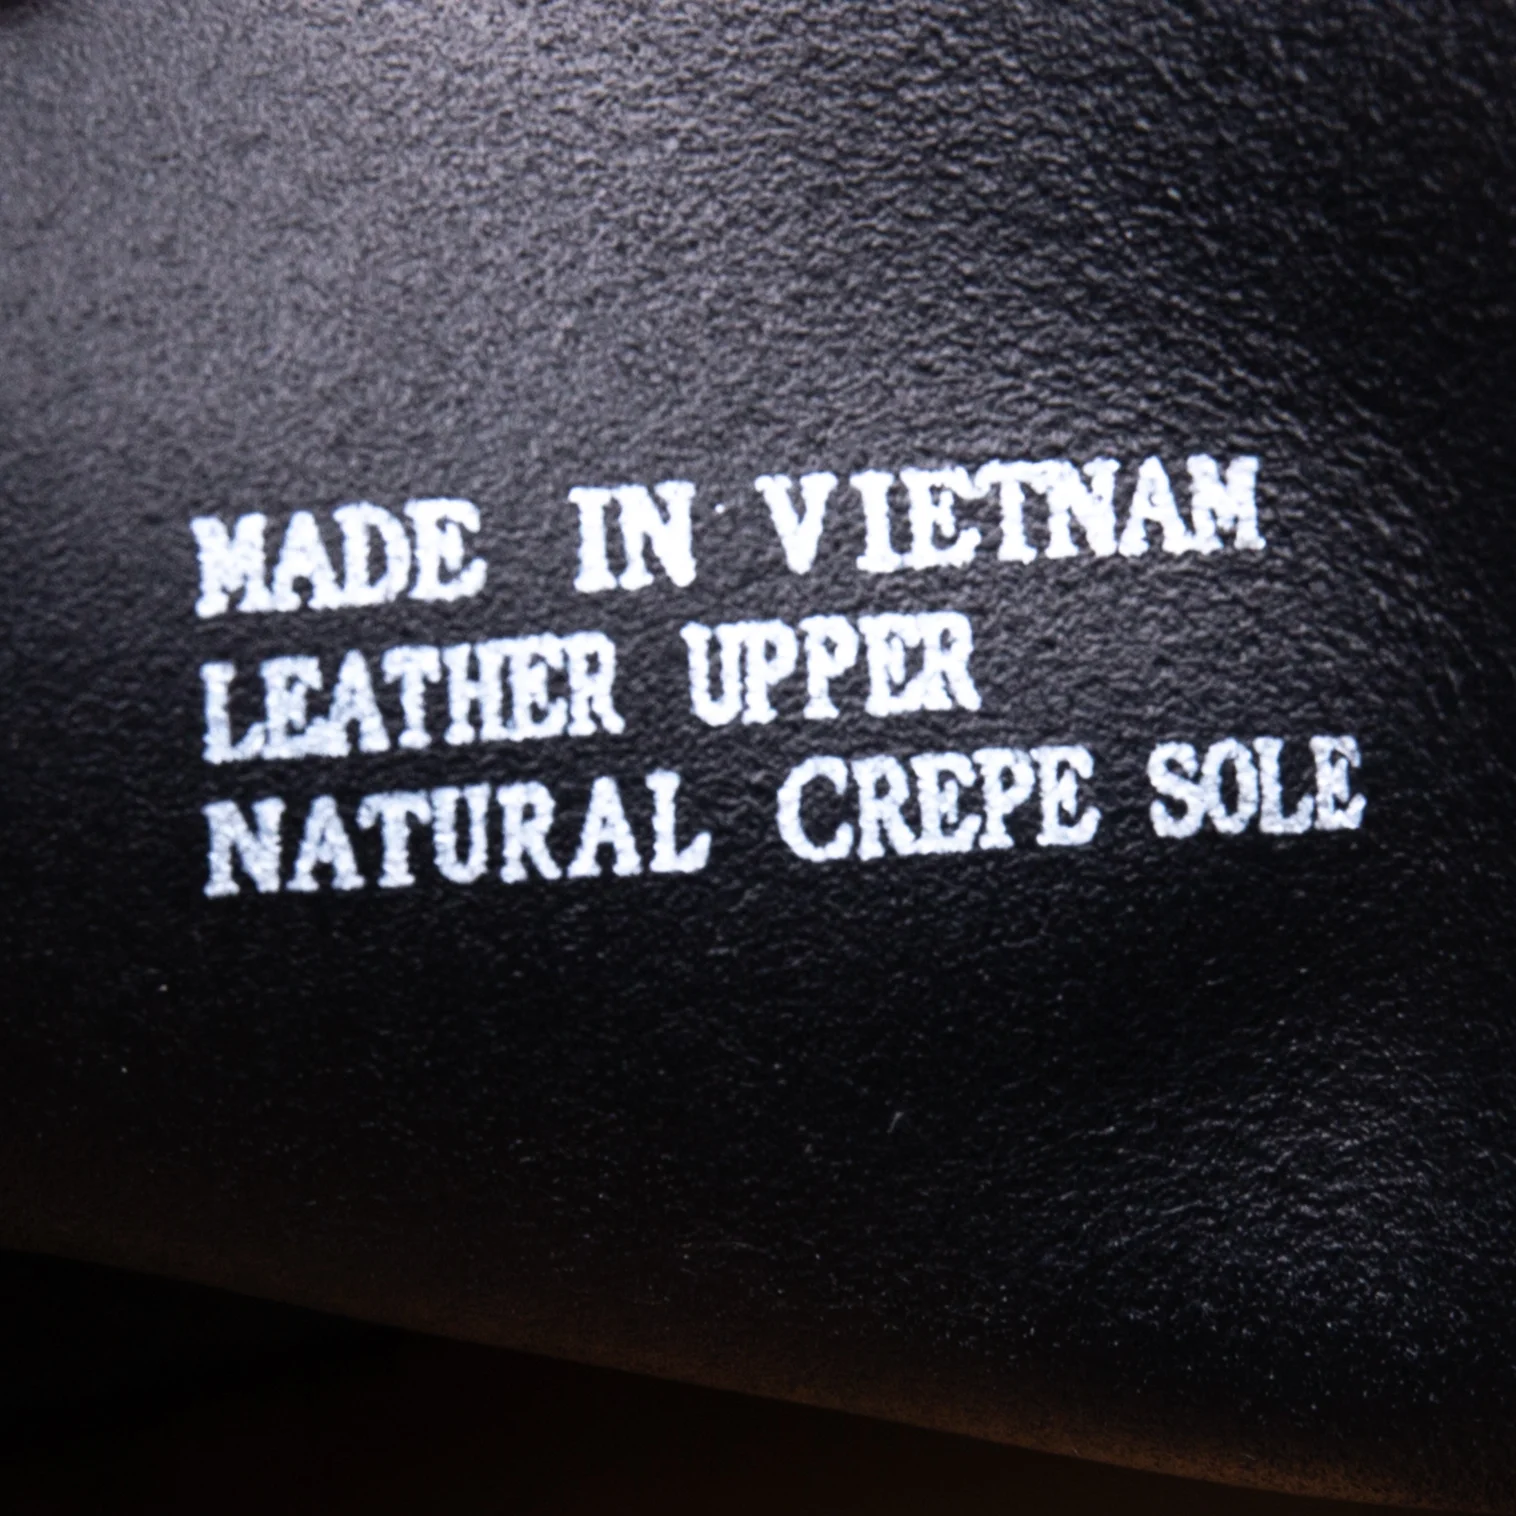 MADE IN VIETNAM
LEATHER UPPER
NATURAL CREPE SOLE